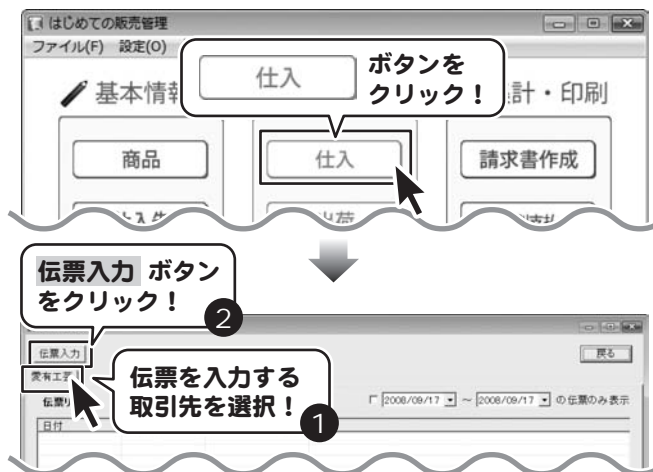 はじめての販売管理
ファイル(F) 設定(O)
仕入
ボタンを
クリック！
基本情報
計・印刷
商品
仕入
請求書作成
伝票入力 ボタン
をクリック！
2
伝票入力
戻る
伝票を入力する
取引先を選択！
1
2008/09/17 ～ 2008/09/17 の伝票のみ表示
日付